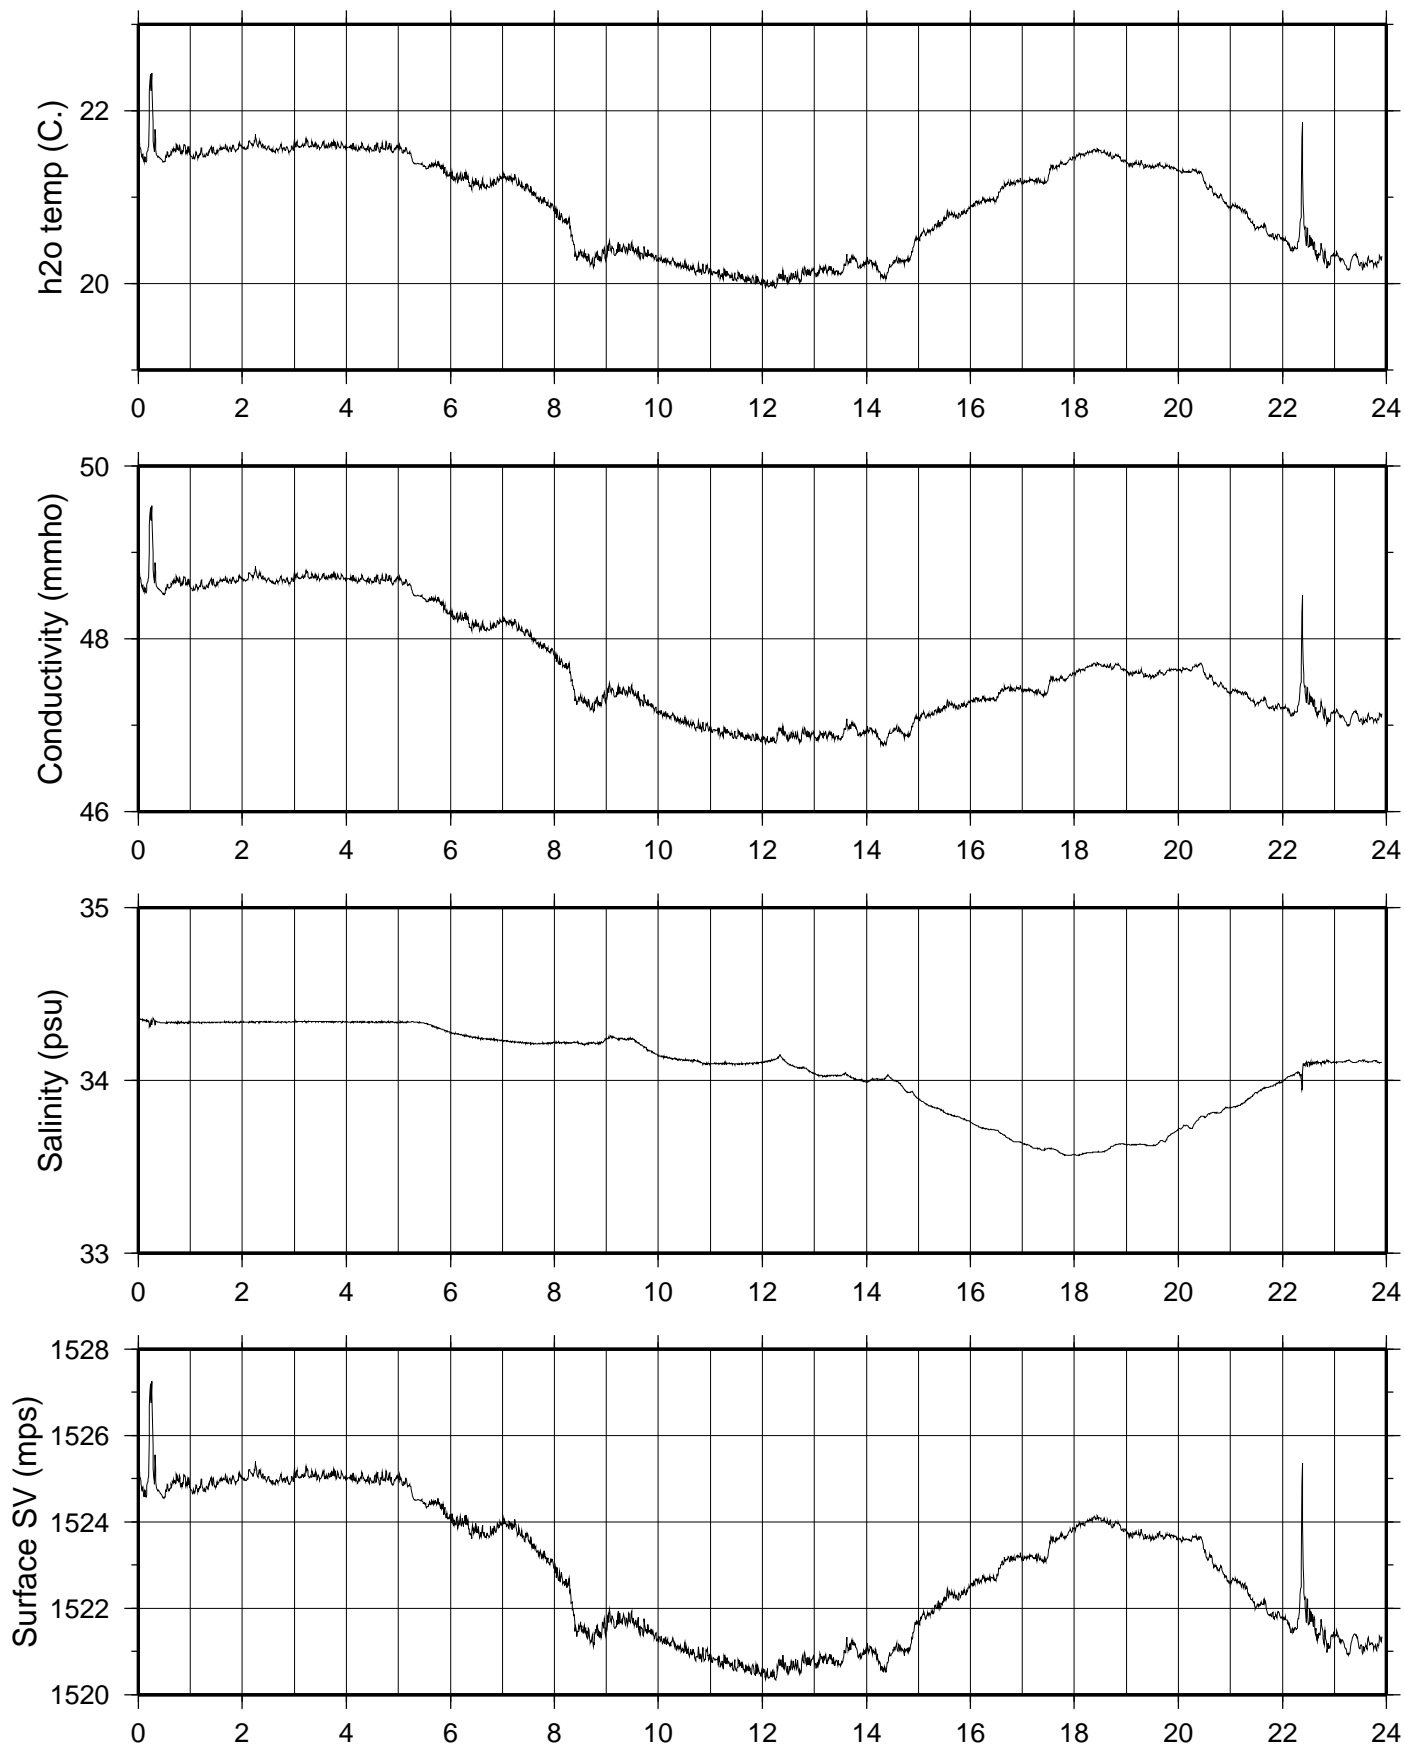 h2o temp (C.)
22
20
0 2 4 6 8 10 12 14 16 18 20 22 24
Conductivity (mmho)
50
48
46
0 2 4 6 8 10 12 14 16 18 20 22 24
Salinity (psu)
35
34
33
0 2 4 6 8 10 12 14 16 18 20 22 24
Surface SV (mps)
1528
1526
1524
1522
1520
0 2 4 6 8 10 12 14 16 18 20 22 24